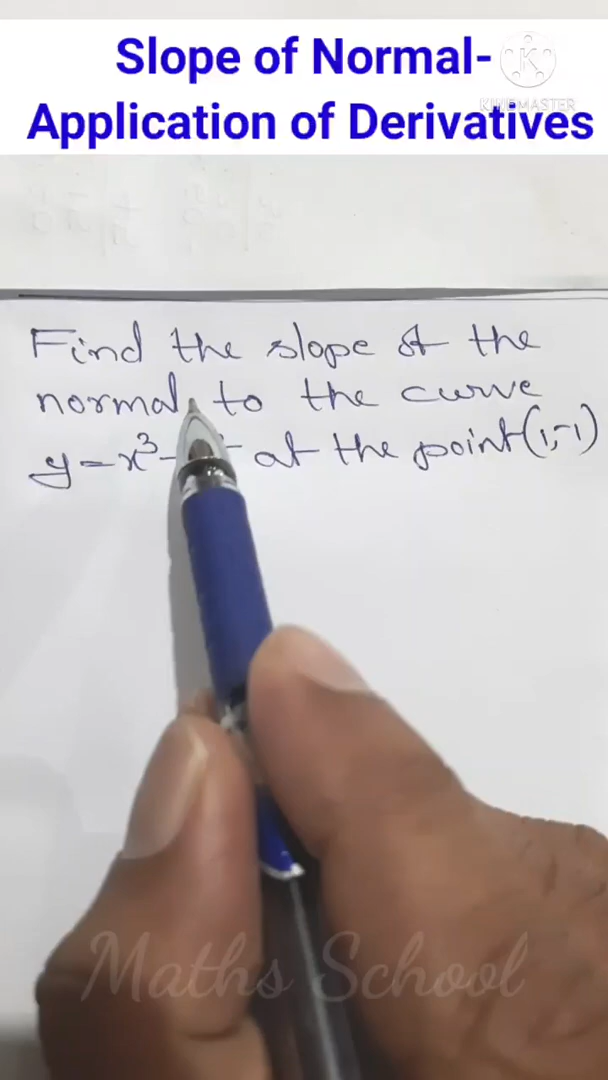 Slope of Normal-
Application of Derivatives
KINEMASTER
Find the slope of the
normal to the curve
y=x³- at the point(1,-1)
Maths School